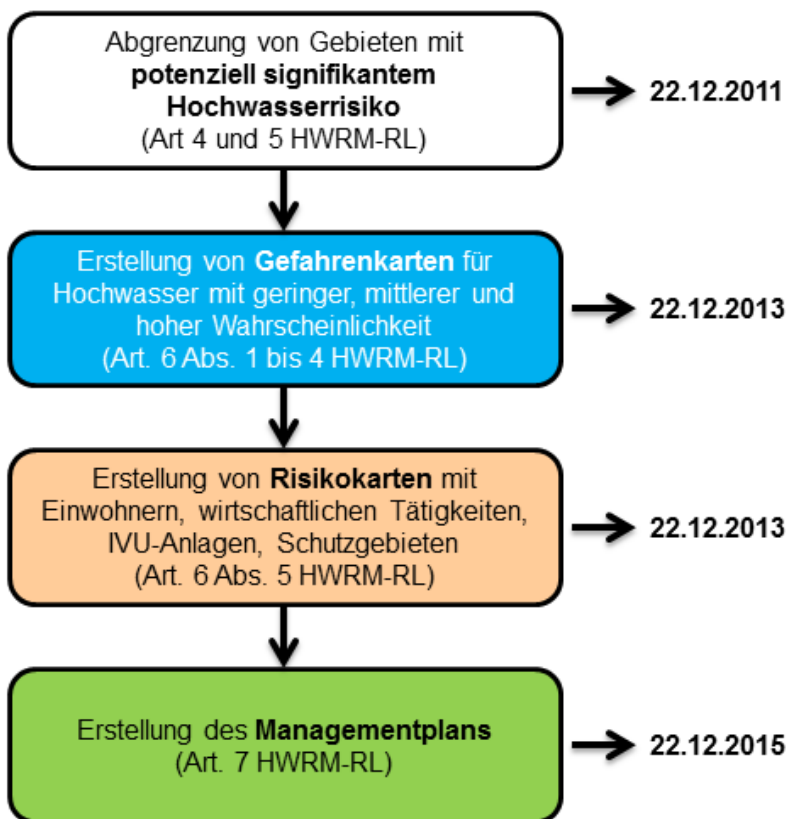 Abgrenzung von Gebieten mit
potenziell signifikantem
Hochwasserrisiko
(Art 4 und 5 HWRM-RL)
22.12.2011
Erstellung von Gefahrenkarten für
Hochwasser mit geringer, mittlerer und
hoher Wahrscheinlichkeit
(Art. 6 Abs. 1 bis 4 HWRM-RL)
22.12.2013
Erstellung von Risikokarten mit
Einwohnern, wirtschaftlichen Tätigkeiten,
IVU-Anlagen, Schutzgebieten
(Art. 6 Abs. 5 HWRM-RL)
22.12.2013
Erstellung des Managementplans
(Art. 7 HWRM-RL)
22.12.2015